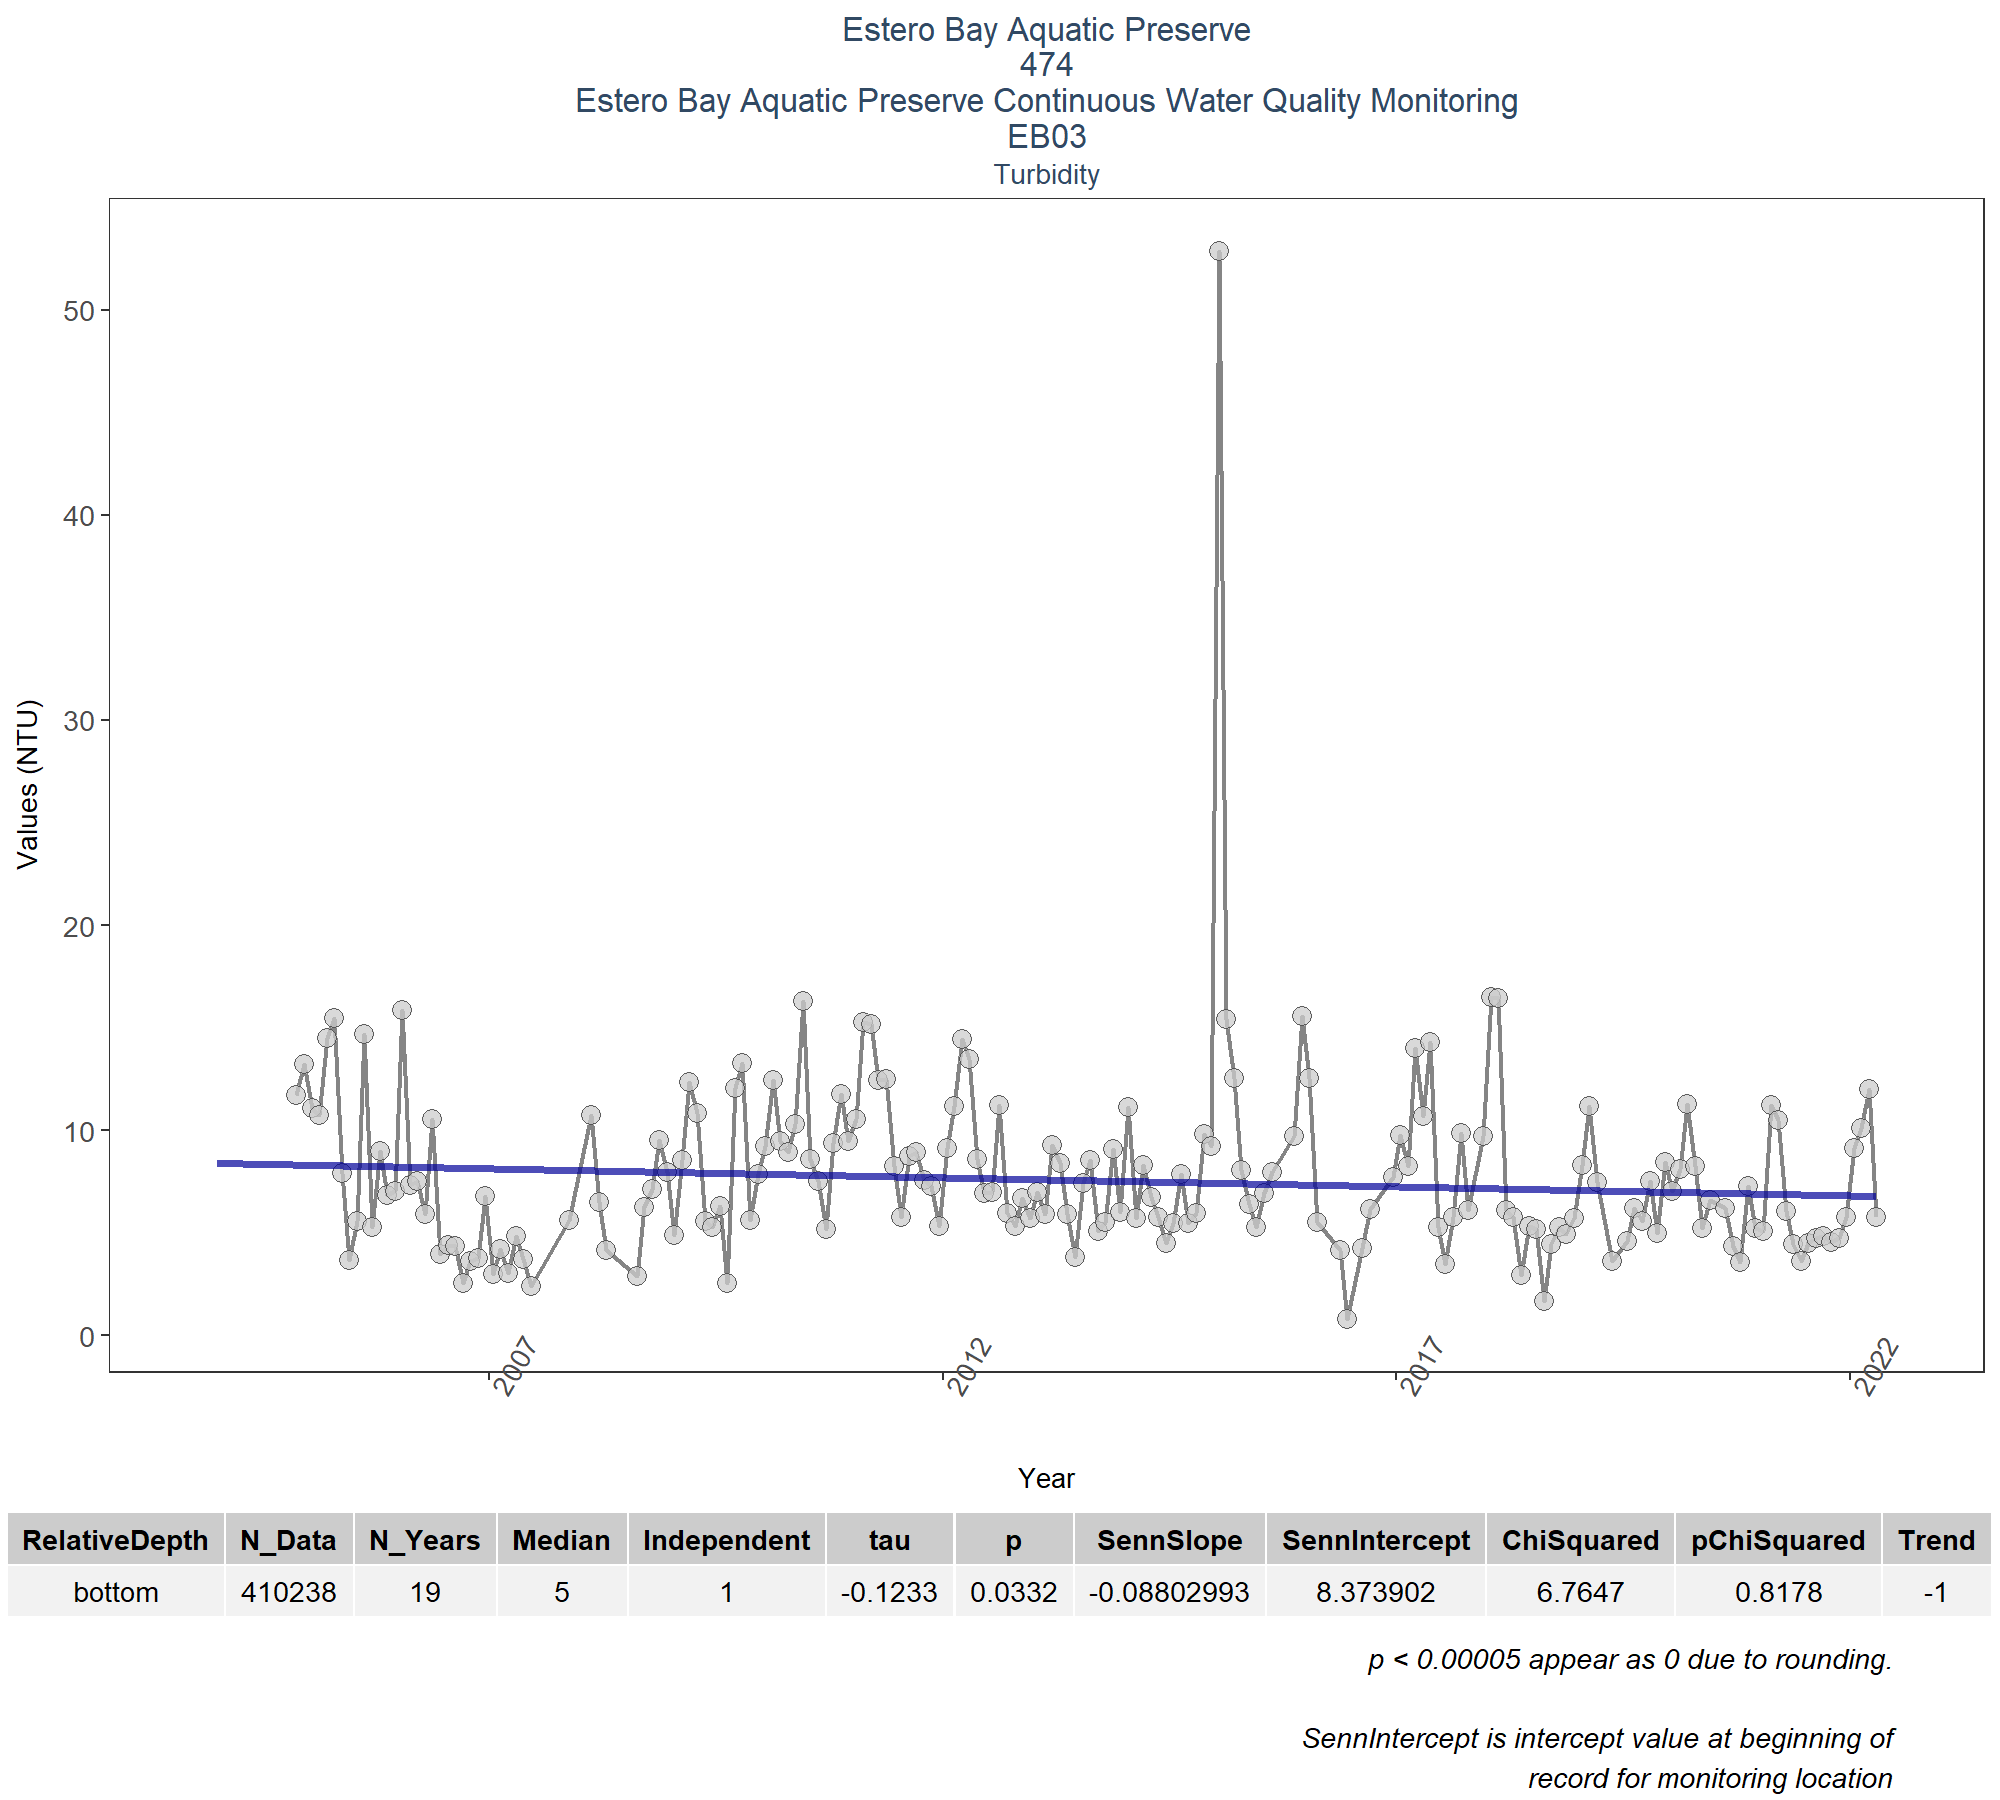 Estero Bay Aquatic Preserve
474
Estero Bay Aquatic Preserve Continuous Water Quality Monitoring
EB03
Turbidity
Values (NTU)
50
40
30
20
10
0
2007 2012 2017 2022
Year
RelativeDepth N_Data N_Years Median Independent tau p SennSlope SennIntercept ChiSquared pChiSquared Trend
bottom 410238 19 5 1 -0.1233 0.0332 -0.08802993 8.373902 6.7647 0.8178 -1
p < 0.00005 appear as 0 due to rounding.
SennIntercept is intercept value at beginning of
record for monitoring location